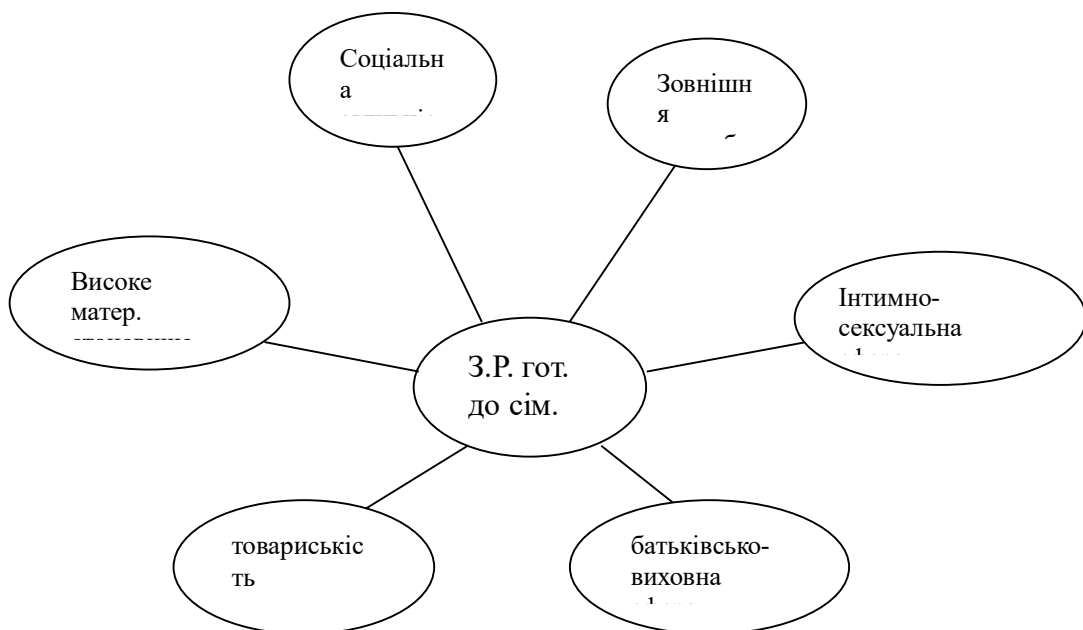 Соціальн
а
Зовнішн
я
Високе
матер.
Інтимно-
сексуальна
З.Р. гот.
до сім.
товариськіс
ть
батьківсько-
виховна